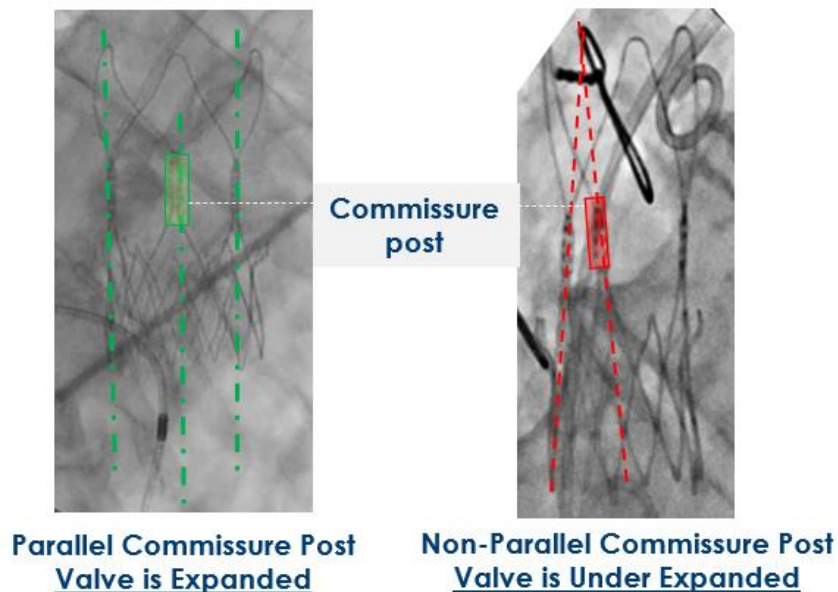 Commissure
post
Parallel Commissure Post
Valve is Expanded
Non-Parallel Commissure Post
Valve is Under Expanded